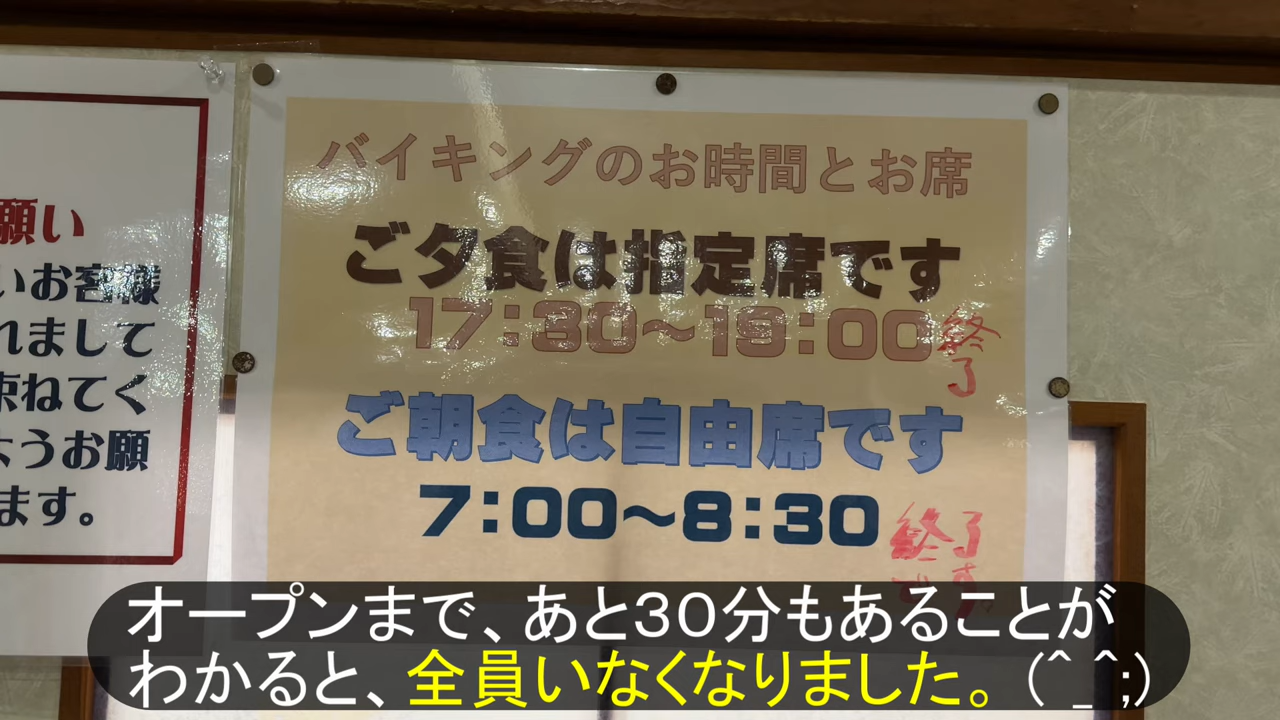 願い
いお客様
れまして
束ねてく
ようお願
ます。
バイキングのお時間とお席
ご夕食は指定席です
17:30～19:00 終了
ご朝食は自由席です
7:00～8:30 終了です
オープンまで、あと３０分もあることが
わかると、全員いなくなりました。(^_^;)